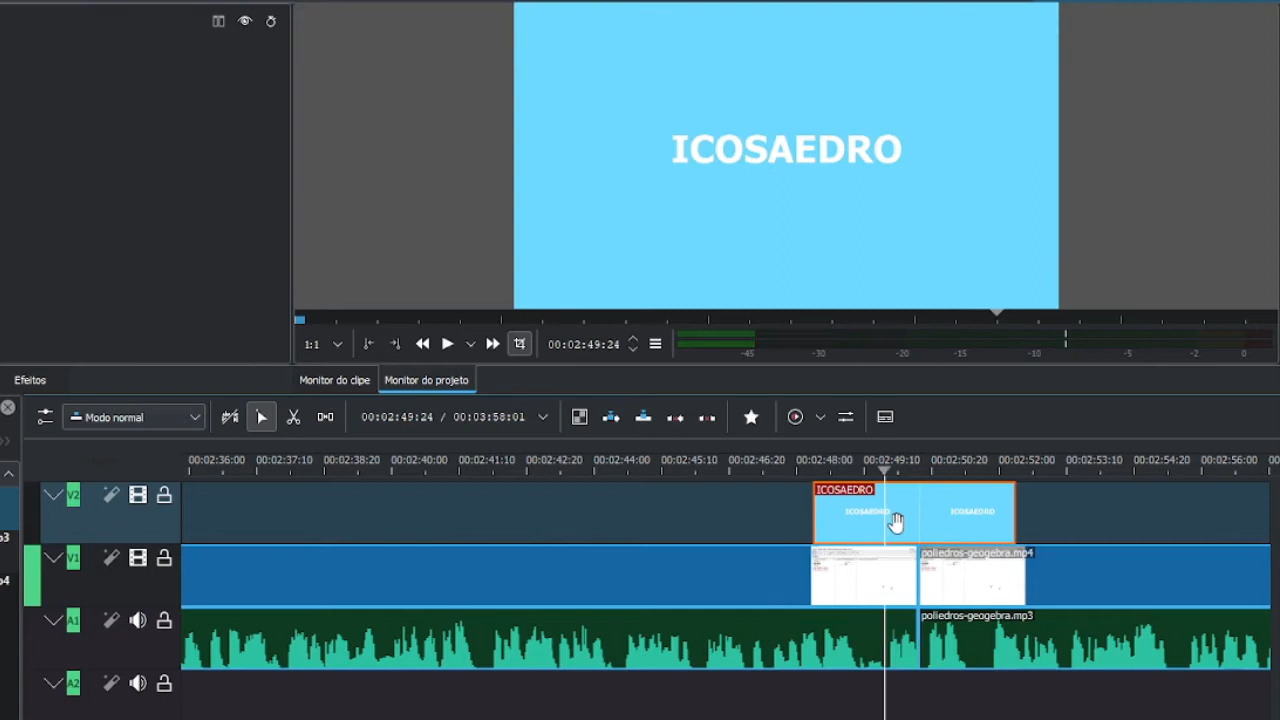 ICOSAEDRO
1:1
00:02:49:24
-45
-30
-20
-15
-10
-5
-2
0
Efeitos
Monitor do clipe
Monitor do projeto
Modo normal
00:02:49:24 / 00:03:58:01
00:02:36:00 00:02:37:10 00:02:38:20 00:02:40:00 00:02:41:10 00:02:42:20 00:02:44:00 00:02:45:10 00:02:46:20 00:02:48:00 00:02:49:10 00:02:50:20 00:02:52:00 00:02:53:10 00:02:54:20 00:02:56:00 00
V2
ICOSAEDRO
ICOSAEDRO
ICOSAEDRO
p3
V1
poliedros-geogebra.mp4
p4
A1
poliedros-geogebra.mp3
A2